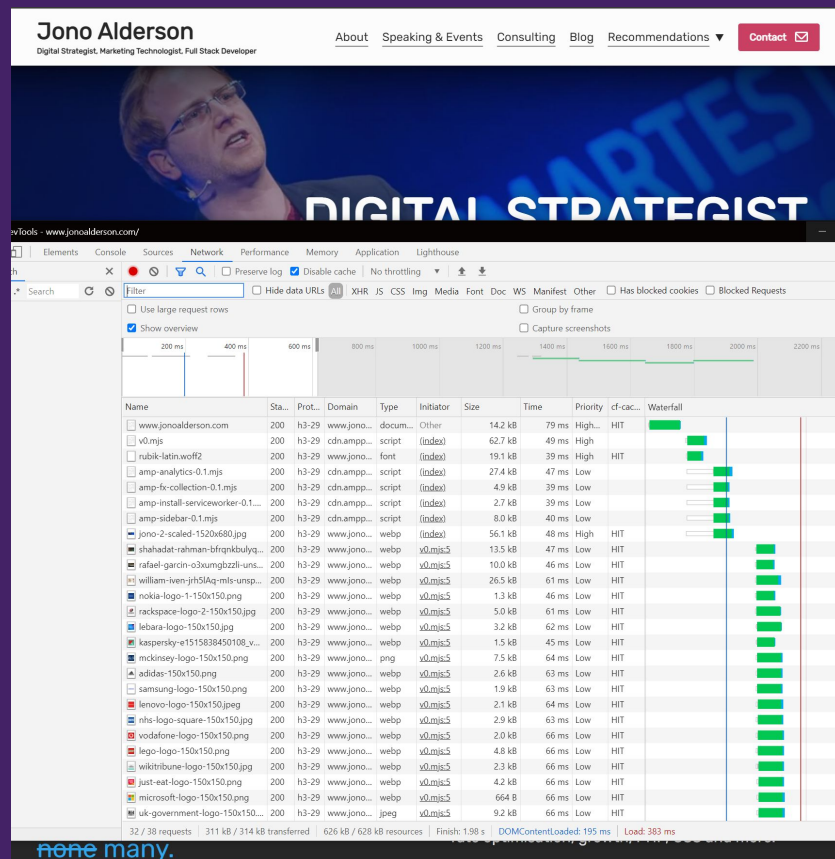 Jono Alderson
Digital Strategist, Marketing Technologist, Full Stack Developer
About Speaking & Events Consulting Blog Recommendations ▼ Contact
DIGITAL STRATEGIST
evTools - www.jonoalderson.com/
Elements Console Sources Network Performance Memory Application Lighthouse
Preserve log Disable cache No throttling ▼
.* Search Filter Hide data URLs All XHR JS CSS Img Media Font Doc WS Manifest Other Has blocked cookies Blocked Requests
Use large request rows Group by frame
Show overview Capture screenshots
200 ms 400 ms 600 ms 800 ms 1000 ms 1200 ms 1400 ms 1600 ms 1800 ms 2000 ms 2200 ms
Name Sta... Prot... Domain Type Initiator Size Time Priority cf-cac... Waterfall
www.jonoalderson.com 200 h3-29 www.jono... docum... Other 14.2 kB 79 ms High... HIT
v0.mjs 200 h3-29 cdn.ampp... script (index) 62.7 kB 49 ms High
rubik-latin.woff2 200 h3-29 www.jono... font (index) 19.1 kB 39 ms High HIT
amp-analytics-0.1.mjs 200 h3-29 cdn.ampp... script (index) 27.4 kB 47 ms Low
amp-fx-collection-0.1.mjs 200 h3-29 cdn.ampp... script (index) 4.9 kB 39 ms Low
amp-install-serviceworker-0.1.... 200 h3-29 cdn.ampp... script (index) 2.7 kB 39 ms Low
amp-sidebar-0.1.mjs 200 h3-29 cdn.ampp... script (index) 8.0 kB 40 ms Low
jono-2-scaled-1520x680.jpg 200 h3-29 www.jono... webp (index) 56.1 kB 48 ms High HIT
shahadat-rahman-bfrqnkbulyq... 200 h3-29 www.jono... webp v0.mjs:5 13.5 kB 47 ms Low HIT
rafael-garcin-o3xumgbzzli-uns... 200 h3-29 www.jono... webp v0.mjs:5 10.0 kB 46 ms Low HIT
william-iven-jrh5lAq-mIs-unsp... 200 h3-29 www.jono... webp v0.mjs:5 26.5 kB 61 ms Low HIT
nokia-logo-1-150x150.png 200 h3-29 www.jono... webp v0.mjs:5 1.3 kB 46 ms Low HIT
rackspace-logo-2-150x150.jpg 200 h3-29 www.jono... webp v0.mjs:5 5.0 kB 61 ms Low HIT
lebara-logo-150x150.jpg 200 h3-29 www.jono... webp v0.mjs:5 3.2 kB 62 ms Low HIT
kaspersky-e1515838450108_v... 200 h3-29 www.jono... webp v0.mjs:5 1.5 kB 45 ms Low HIT
mckinsey-logo-150x150.png 200 h3-29 www.jono... png v0.mjs:5 7.5 kB 64 ms Low HIT
adidas-150x150.png 200 h3-29 www.jono... webp v0.mjs:5 2.6 kB 63 ms Low HIT
samsung-logo-150x150.png 200 h3-29 www.jono... webp v0.mjs:5 1.9 kB 63 ms Low HIT
lenovo-logo-150x150.jpeg 200 h3-29 www.jono... webp v0.mjs:5 2.1 kB 64 ms Low HIT
nhs-logo-square-150x150.jpg 200 h3-29 www.jono... webp v0.mjs:5 2.9 kB 63 ms Low HIT
vodafone-logo-150x150.png 200 h3-29 www.jono... webp v0.mjs:5 2.0 kB 66 ms Low HIT
lego-logo-150x150.png 200 h3-29 www.jono... webp v0.mjs:5 4.8 kB 66 ms Low HIT
wikitribune-logo-150x150.jpg 200 h3-29 www.jono... webp v0.mjs:5 2.3 kB 66 ms Low HIT
just-eat-logo-150x150.png 200 h3-29 www.jono... webp v0.mjs:5 4.2 kB 66 ms Low HIT
microsoft-logo-150x150.png 200 h3-29 www.jono... webp v0.mjs:5 664 B 66 ms Low HIT
uk-government-logo-150x150.... 200 h3-29 www.jono... jpeg v0.mjs:5 9.2 kB 66 ms Low HIT
32 / 38 requests 311 kB / 314 kB transferred 626 kB / 628 kB resources Finish: 1.98 s DOMContentLoaded: 195 ms Load: 383 ms
none many.